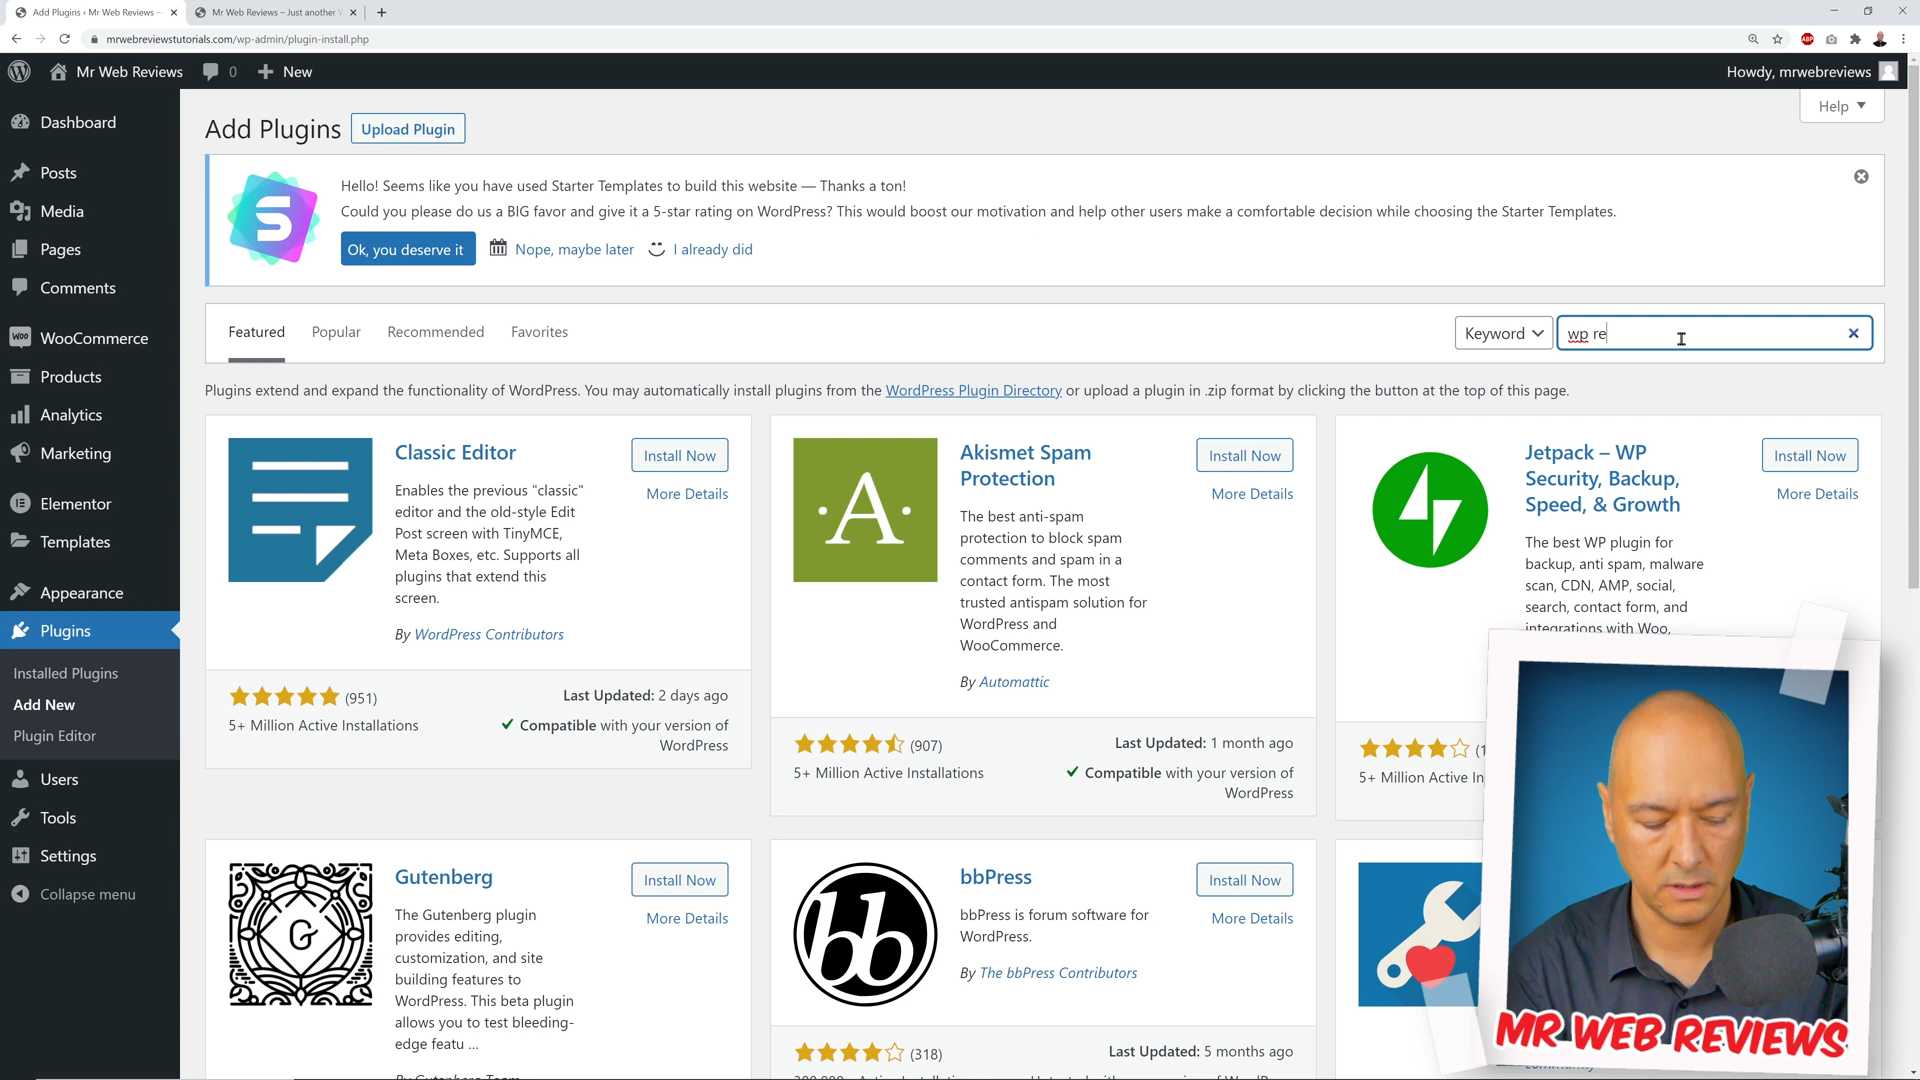 Add Plugins ‹ Mr Web Reviews —
Mr Web Reviews – Just another W
mrwebreviewstutorials.com/wp-admin/plugin-install.php
ABP
Mr Web Reviews
0
New
Howdy, mrwebreviews
Help
Dashboard
Posts
Media
Pages
Comments
WooCommerce
Products
Analytics
Marketing
Elementor
Templates
Appearance
Plugins
Installed Plugins
Add New
Plugin Editor
Users
Tools
Settings
Collapse menu
Add Plugins
Upload Plugin
Hello! Seems like you have used Starter Templates to build this website — Thanks a ton!
Could you please do us a BIG favor and give it a 5-star rating on WordPress? This would boost our motivation and help other users make a comfortable decision while choosing the Starter Templates.
Ok, you deserve it
Nope, maybe later
I already did
Featured
Popular
Recommended
Favorites
Keyword
wp re
Plugins extend and expand the functionality of WordPress. You may automatically install plugins from the WordPress Plugin Directory or upload a plugin in .zip format by clicking the button at the top of this page.
Classic Editor
Install Now
More Details
Enables the previous "classic"
editor and the old-style Edit
Post screen with TinyMCE,
Meta Boxes, etc. Supports all
plugins that extend this
screen.
By WordPress Contributors
(951)
5+ Million Active Installations
Last Updated: 2 days ago
Compatible with your version of
WordPress
Akismet Spam
Protection
Install Now
More Details
The best anti-spam
protection to block spam
comments and spam in a
contact form. The most
trusted antispam solution for
WordPress and
WooCommerce.
By Automattic
(907)
5+ Million Active Installations
Last Updated: 1 month ago
Compatible with your version of
WordPress
Jetpack – WP
Security, Backup,
Speed, & Growth
Install Now
More Details
The best WP plugin for
backup, anti spam, malware
scan, CDN, AMP, social,
search, contact form, and
integrations with Woo,
5+ Million Active In
Gutenberg
Install Now
More Details
The Gutenberg plugin
provides editing,
customization, and site
building features to
WordPress. This beta plugin
allows you to test bleeding-
edge featu ...
By Gutenberg Team
bbPress
Install Now
More Details
bbPress is forum software for
WordPress.
By The bbPress Contributors
(318)
Last Updated: 5 months ago
MR WEB REVIEWS